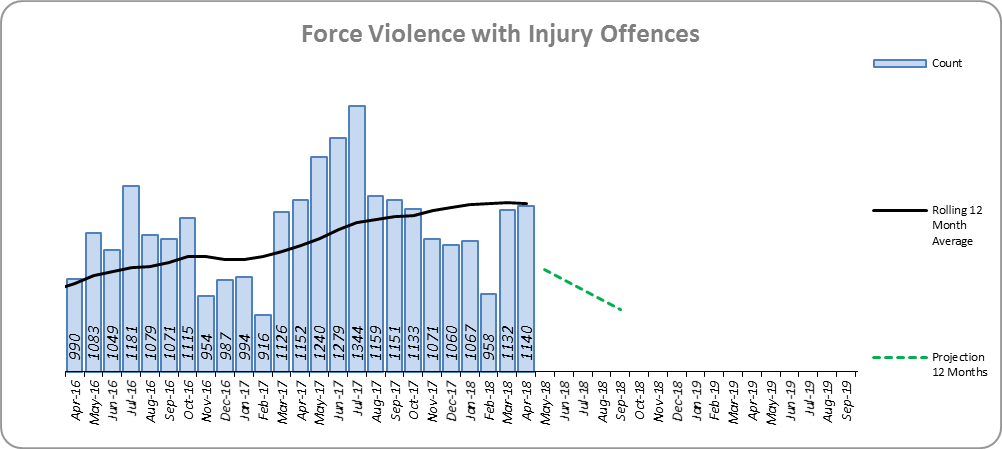 Force Violence with Injury Offences
Count
Rolling 12
Month
Average
Projection
12 Months
990
1083
1049
1181
1079
1071
1115
954
987
994
916
1126
1152
1240
1279
1344
1159
1151
1133
1071
1060
1067
958
1132
1140
Apr-16
May-16
Jun-16
Jul-16
Aug-16
Sep-16
Oct-16
Nov-16
Dec-16
Jan-17
Feb-17
Mar-17
Apr-17
May-17
Jun-17
Jul-17
Aug-17
Sep-17
Oct-17
Nov-17
Dec-17
Jan-18
Feb-18
Mar-18
Apr-18
May-18
Jun-18
Jul-18
Aug-18
Sep-18
Oct-18
Nov-18
Dec-18
Jan-19
Feb-19
Mar-19
Apr-19
May-19
Jun-19
Jul-19
Aug-19
Sep-19